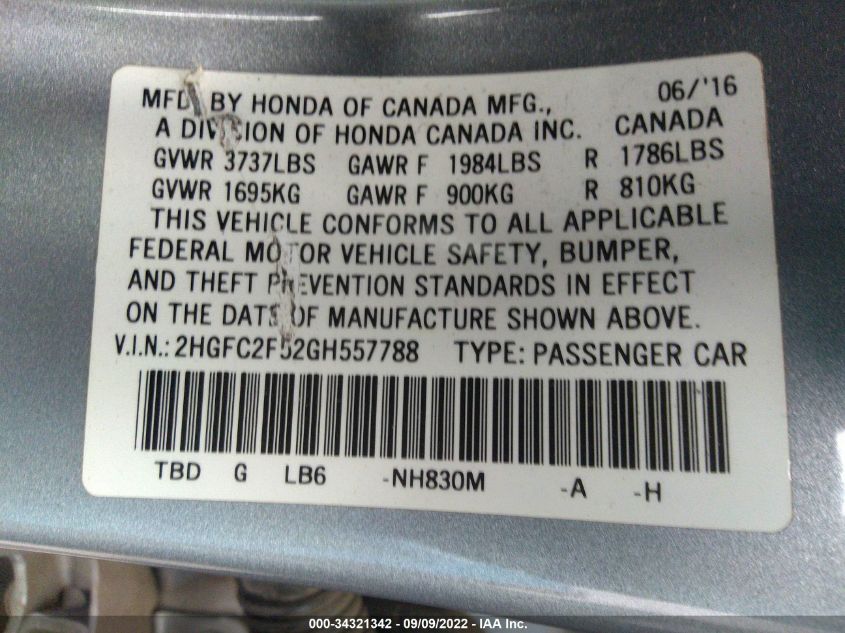 MFD BY HONDA OF CANADA MFG., 06/'16
A DIVISION OF HONDA CANADA INC. CANADA
GVWR 3737LBS GAWR F 1984LBS R 1786LBS
GVWR 1695KG GAWR F 900KG R 810KG
THIS VEHICLE CONFORMS TO ALL APPLICABLE
FEDERAL MOTOR VEHICLE SAFETY, BUMPER,
AND THEFT PREVENTION STANDARDS IN EFFECT
ON THE DATE OF MANUFACTURE SHOWN ABOVE.
V.I.N.: 2HGFC2F52GH557788 TYPE: PASSENGER CAR
TBD G LB6 -NH830M -A -H
000-34321342 - 09/09/2022 - IAA Inc.